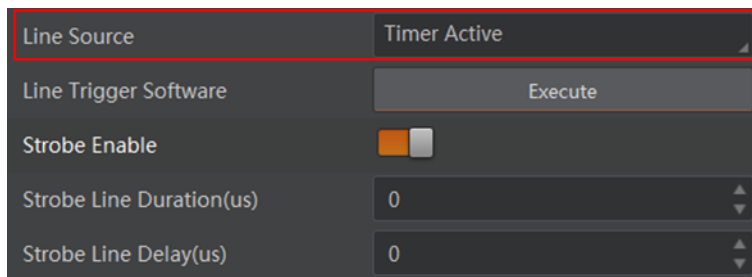 Line Source Timer Active
Line Trigger Software Execute
Strobe Enable
Strobe Line Duration(us) 0
Strobe Line Delay(us) 0